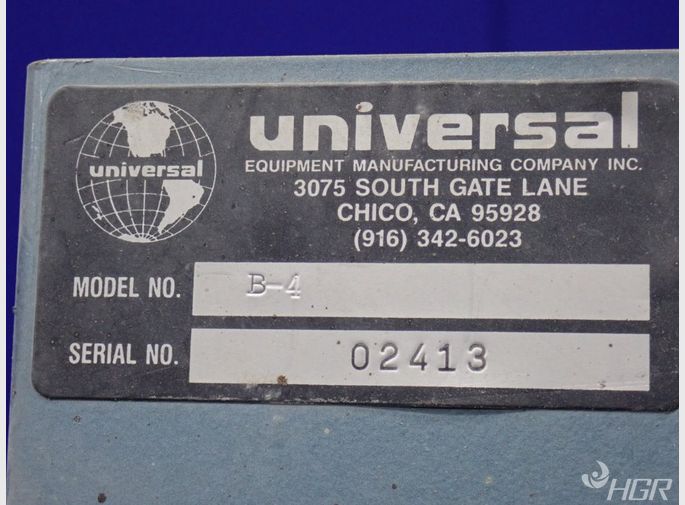 universal
universal
EQUIPMENT MANUFACTURING COMPANY INC.
3075 SOUTH GATE LANE
CHICO, CA 95928
(916) 342-6023
MODEL NO. B-4
SERIAL NO. 02413
HGR